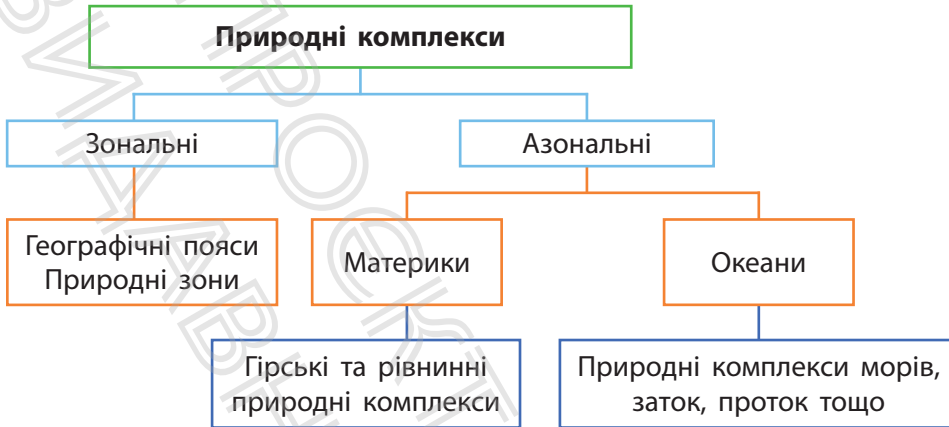 Природні комплекси
Зональні
Азональні
Географічні пояси
Природні зони
Материки
Океани
Гірські та рівнинні
природні комплекси
Природні комплекси морів,
заток, проток тощо